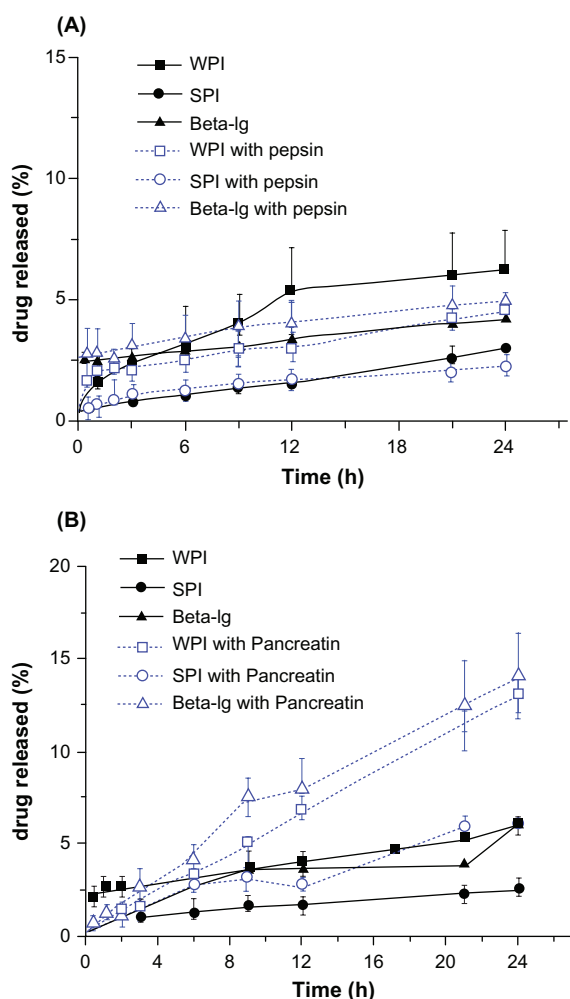 (A)
15
10
5
0
drug released (%)
WPI
SPI
Beta-lg
WPI with pepsin
SPI with pepsin
Beta-lg with pepsin
0 6 12 18 24
Time (h)
(B)
20
15
10
5
0
drug released (%)
WPI
SPI
Beta-lg
WPI with Pancreatin
SPI with Pancreatin
Beta-lg with Pancreatin
0 4 8 12 16 20 24
Time (h)